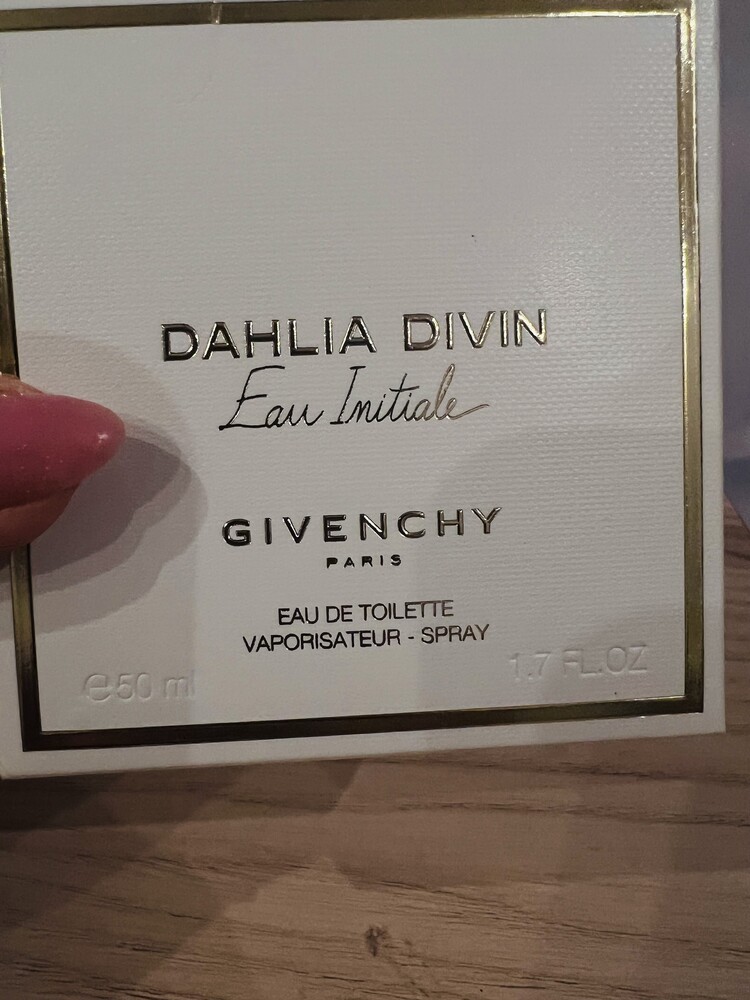 DAHLIA DIVIN
Eau Initiale
GIVENCHY
PARIS
EAU DE TOILETTE
VAPORISATEUR - SPRAY
℮50 ml
1.7 FL.OZ